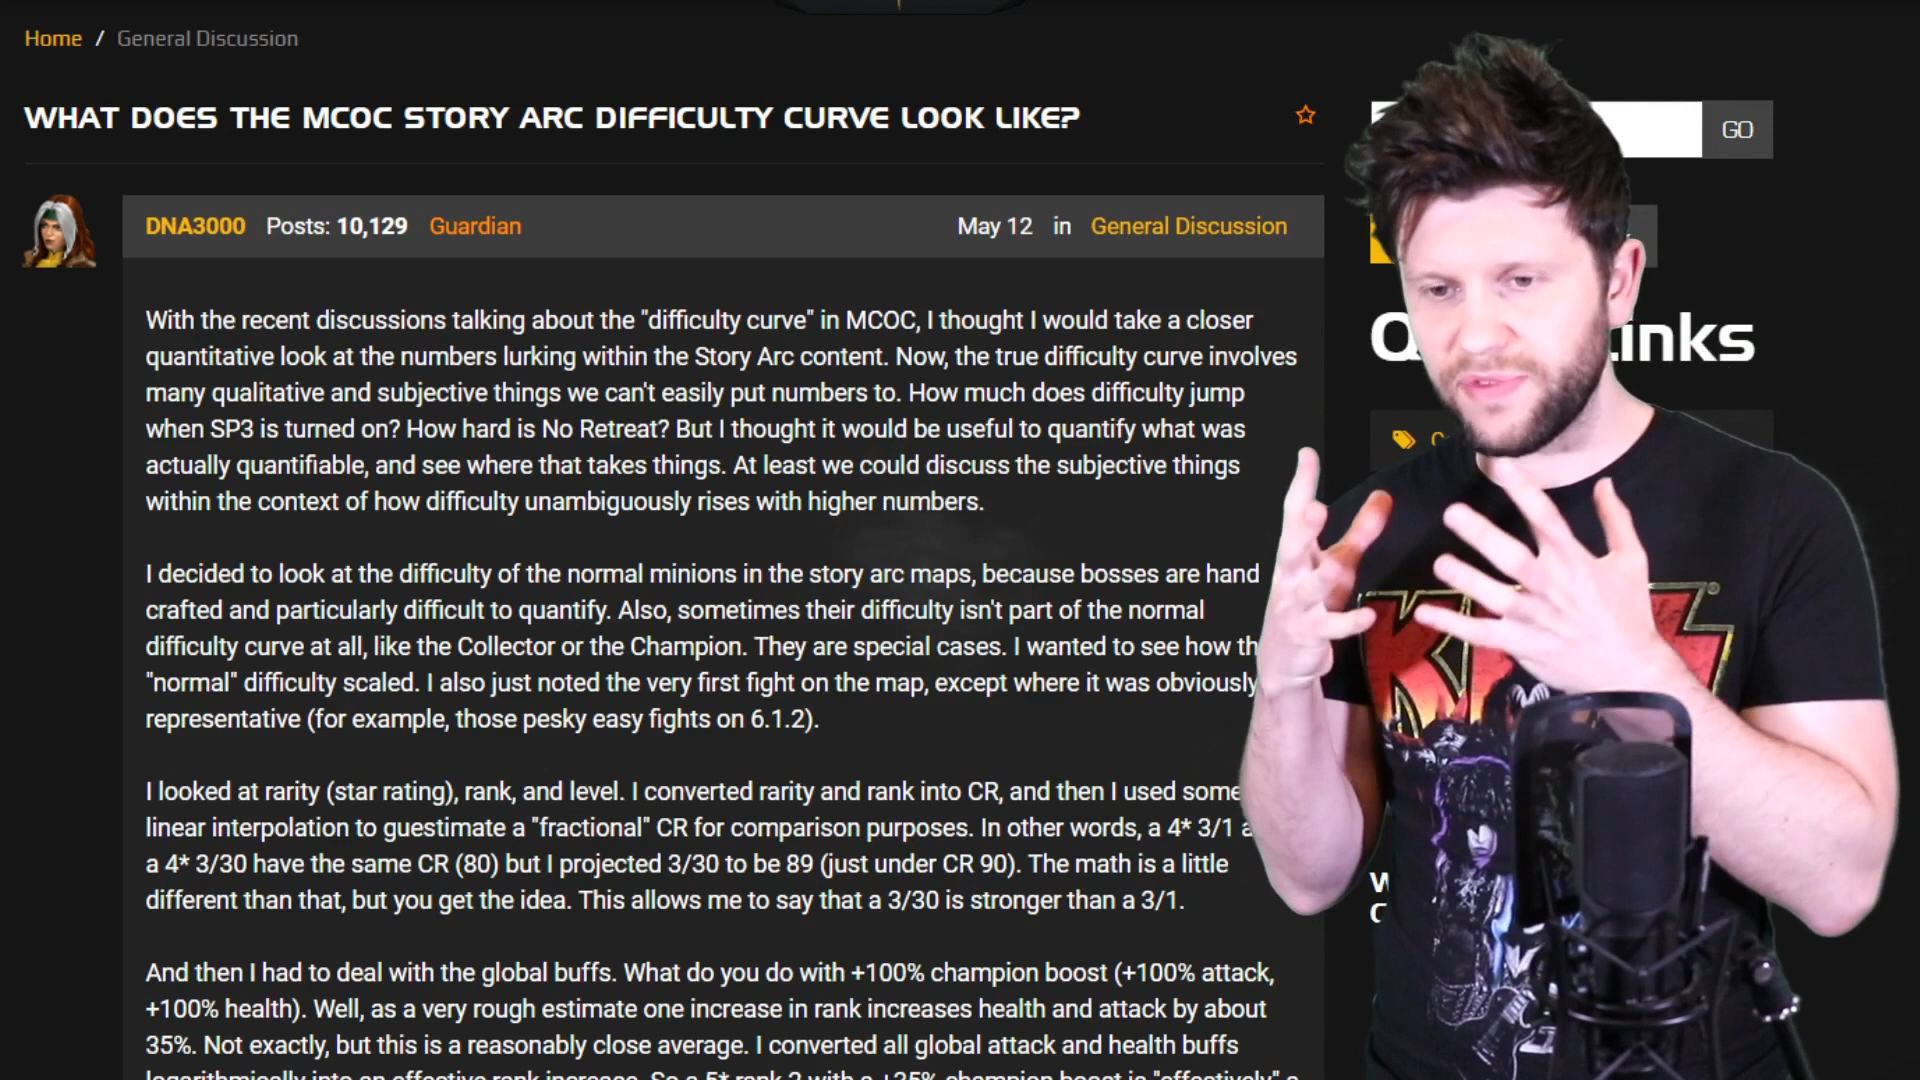 Home / General Discussion
WHAT DOES THE MCOC STORY ARC DIFFICULTY CURVE LOOK LIKE?
GO
DNA3000 Posts: 10,129 Guardian May 12 in General Discussion
With the recent discussions talking about the "difficulty curve" in MCOC, I thought I would take a closer
quantitative look at the numbers lurking within the Story Arc content. Now, the true difficulty curve involves
many qualitative and subjective things we can't easily put numbers to. How much does difficulty jump
when SP3 is turned on? How hard is No Retreat? But I thought it would be useful to quantify what was
actually quantifiable, and see where that takes things. At least we could discuss the subjective things
within the context of how difficulty unambiguously rises with higher numbers.
I decided to look at the difficulty of the normal minions in the story arc maps, because bosses are hand
crafted and particularly difficult to quantify. Also, sometimes their difficulty isn't part of the normal
difficulty curve at all, like the Collector or the Champion. They are special cases. I wanted to see how th
"normal" difficulty scaled. I also just noted the very first fight on the map, except where it was obviously
representative (for example, those pesky easy fights on 6.1.2).
I looked at rarity (star rating), rank, and level. I converted rarity and rank into CR, and then I used some
linear interpolation to guestimate a "fractional" CR for comparison purposes. In other words, a 4* 3/1 a
a 4* 3/30 have the same CR (80) but I projected 3/30 to be 89 (just under CR 90). The math is a little
different than that, but you get the idea. This allows me to say that a 3/30 is stronger than a 3/1.
And then I had to deal with the global buffs. What do you do with +100% champion boost (+100% attack,
+100% health). Well, as a very rough estimate one increase in rank increases health and attack by about
35%. Not exactly, but this is a reasonably close average. I converted all global attack and health buffs
logarithmically into an effective rank increase. So a 5* rank 2 with a +35% champion boost is "effectively" a
Q inks